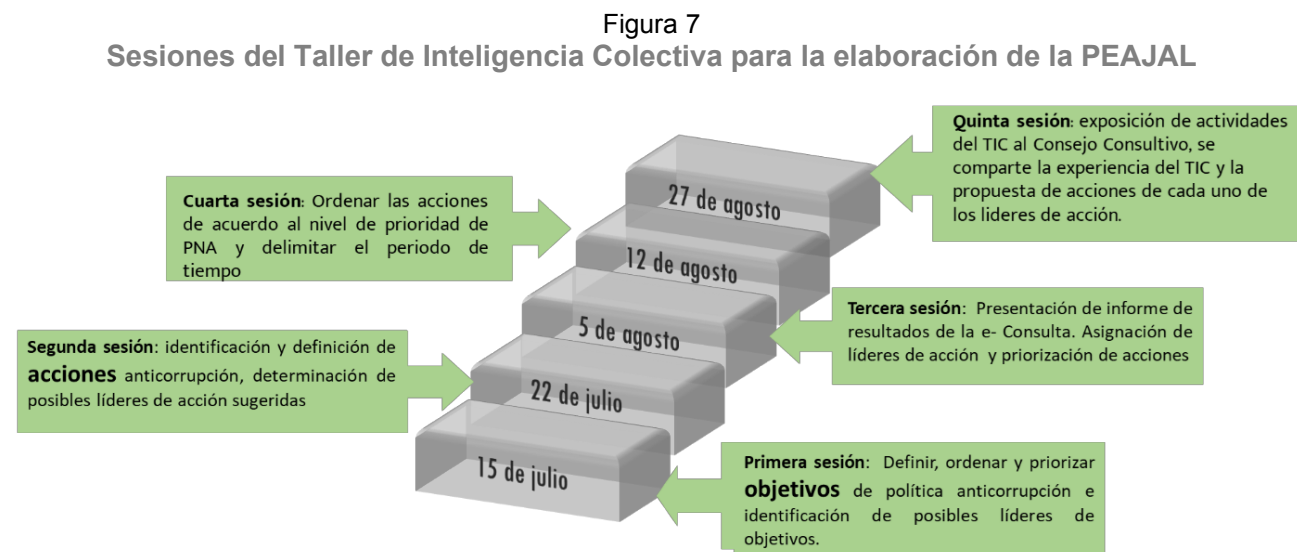 Figura 7
Sesiones del Taller de Inteligencia Colectiva para la elaboración de la PEAJAL
Quinta sesión: exposición de actividades
del TIC al Consejo Consultivo, se
comparte la experiencia del TIC y la
propuesta de acciones de cada uno de
los lideres de acción.
27 de agosto
Cuarta sesión: Ordenar las acciones
de acuerdo al nivel de prioridad de
PNA y delimitar el periodo de
tiempo
12 de agosto
Tercera sesión: Presentación de informe de
resultados de la e- Consulta. Asignación de
líderes de acción y priorización de acciones
5 de agosto
Segunda sesión: identificación y definición de
acciones anticorrupción, determinación de
posibles líderes de acción sugeridas
22 de julio
15 de julio
Primera sesión: Definir, ordenar y priorizar
objetivos de política anticorrupción e
identificación de posibles líderes de
objetivos.